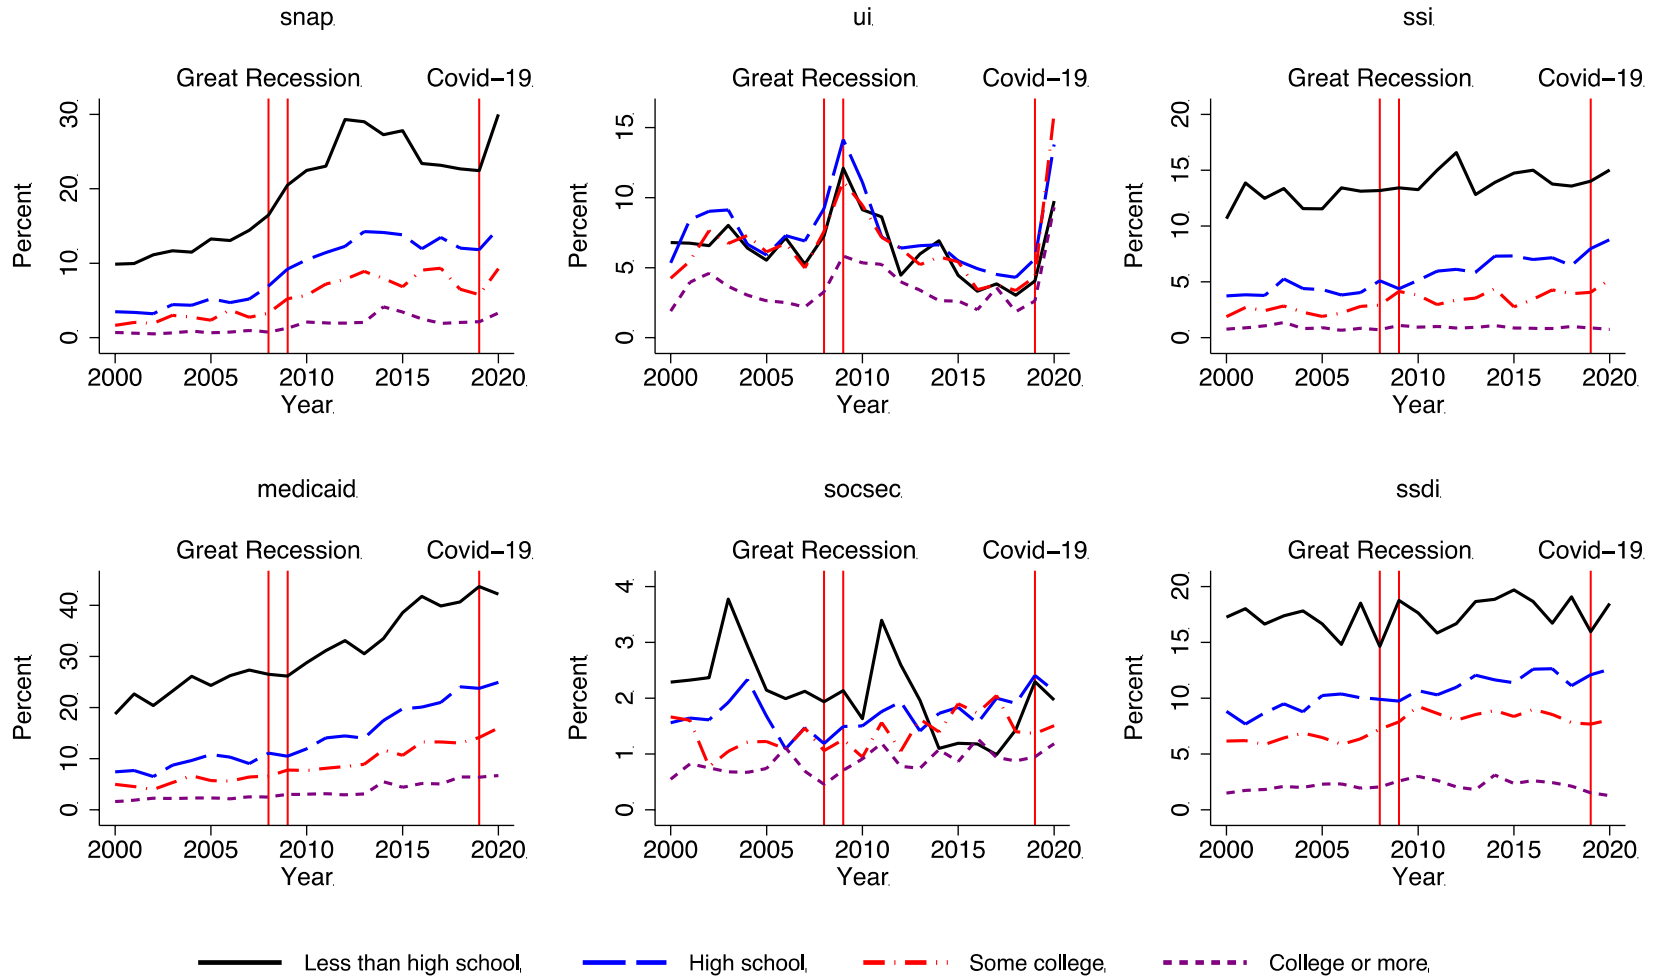 snap
ui
ssi
Great Recession
Covid−19
Great Recession
Covid−19
Great Recession
Covid−19
Percent
0
10
20
30
2000
2005
2010
2015
2020
Year
Percent
0
5
10
15
2000
2005
2010
2015
2020
Year
Percent
0
5
10
15
20
2000
2005
2010
2015
2020
Year
medicaid
socsec
ssdi
Great Recession
Covid−19
Great Recession
Covid−19
Great Recession
Covid−19
Percent
0
10
20
30
40
2000
2005
2010
2015
2020
Year
Percent
0
1
2
3
4
2000
2005
2010
2015
2020
Year
Percent
0
5
10
15
20
2000
2005
2010
2015
2020
Year
Less than high school
High school
Some college
College or more